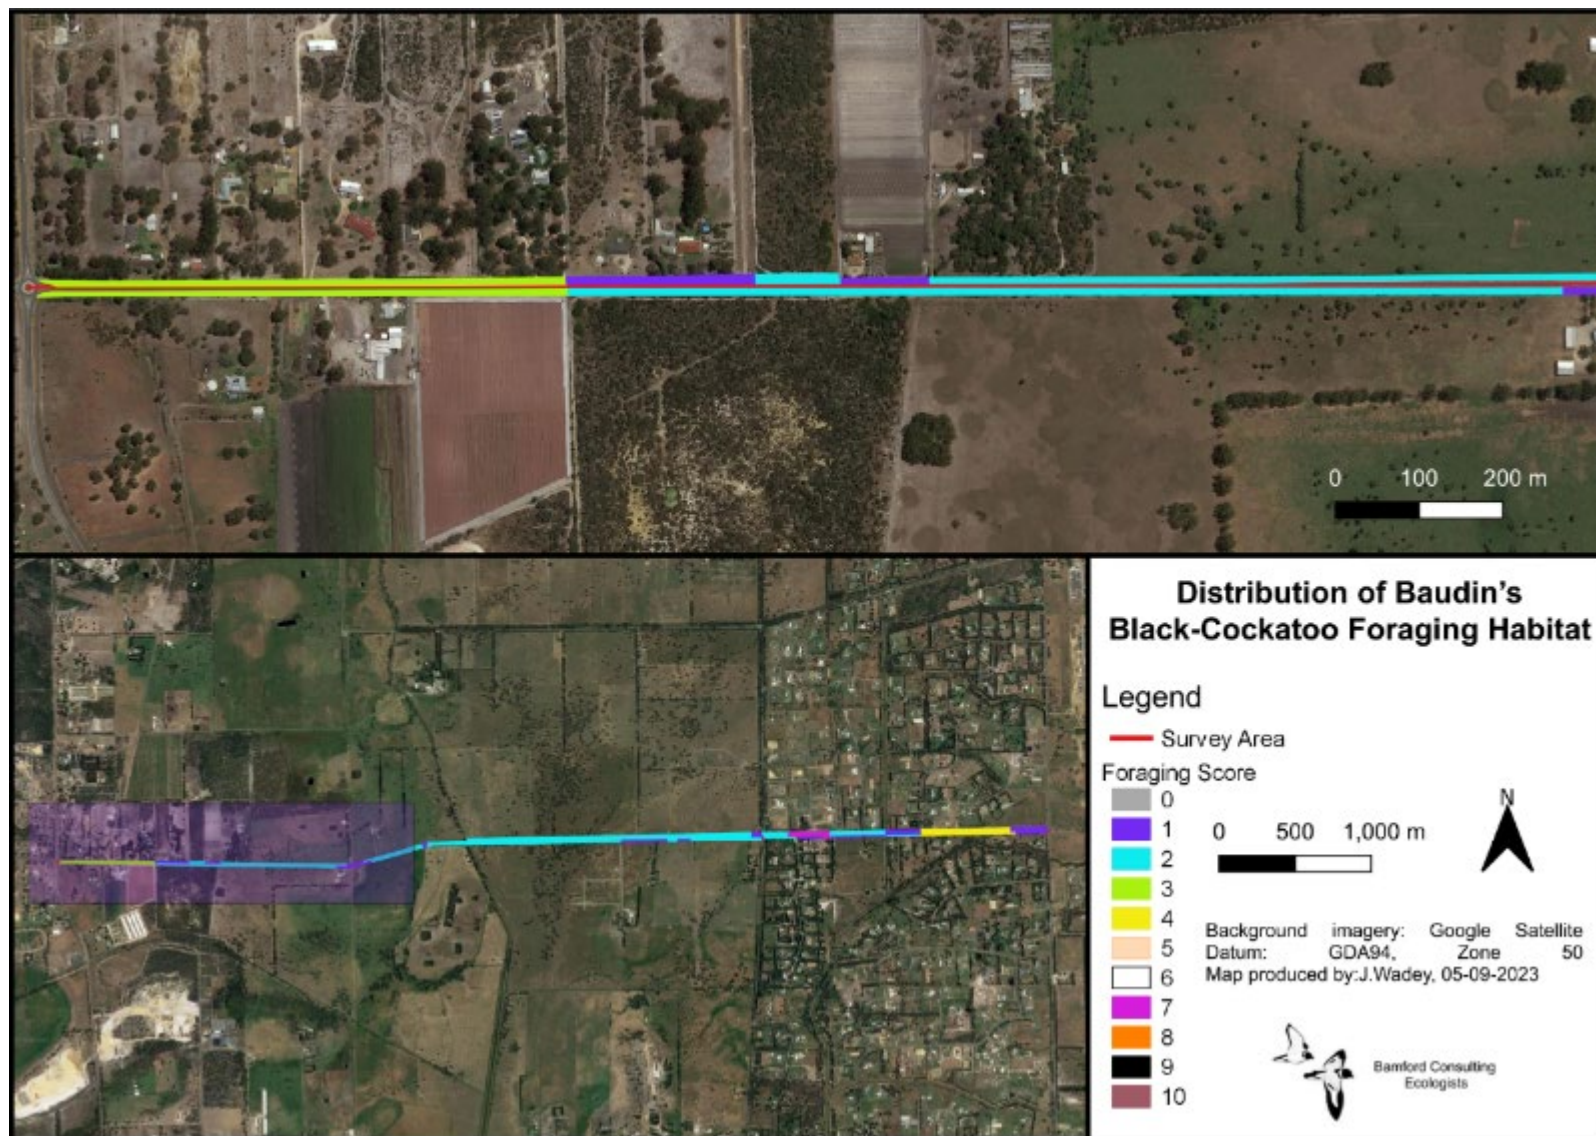 0 100 200 m
Distribution of Baudin's
Black-Cockatoo Foraging Habitat
Legend
Survey Area
Foraging Score
0
1
2
3
4
5
6
7
8
9
10
0 500 1,000 m
N
Background imagery: Google Satellite
Datum: GDA94, Zone 50
Map produced by:J.Wadey, 05-09-2023
Bamford Consulting
Ecologists